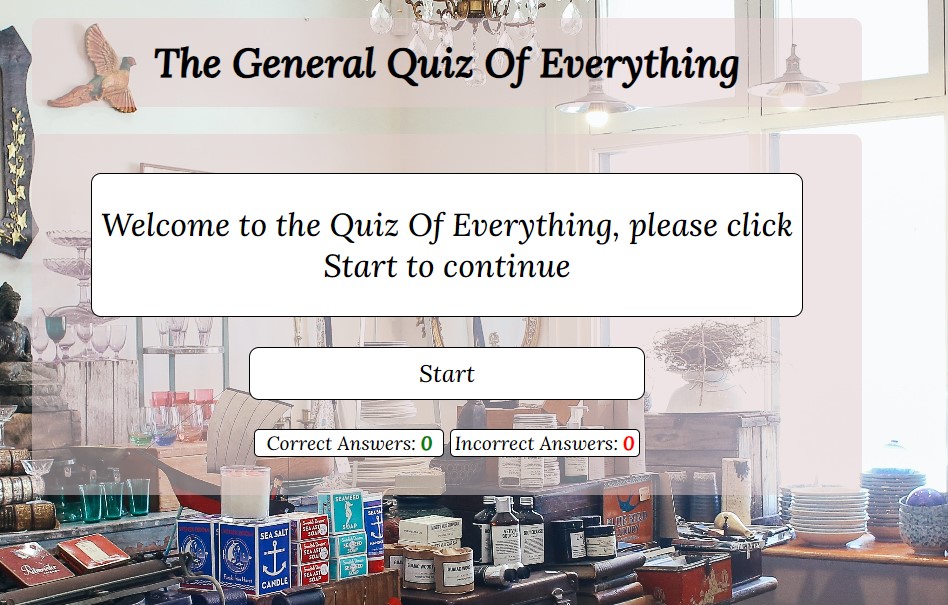 The General Quiz Of Everything
Welcome to the Quiz Of Everything, please click
Start to continue
Start
Correct Answers: 0
Incorrect Answers: 0
SEAWEED
SOAP
SEA SALT
CANDLE